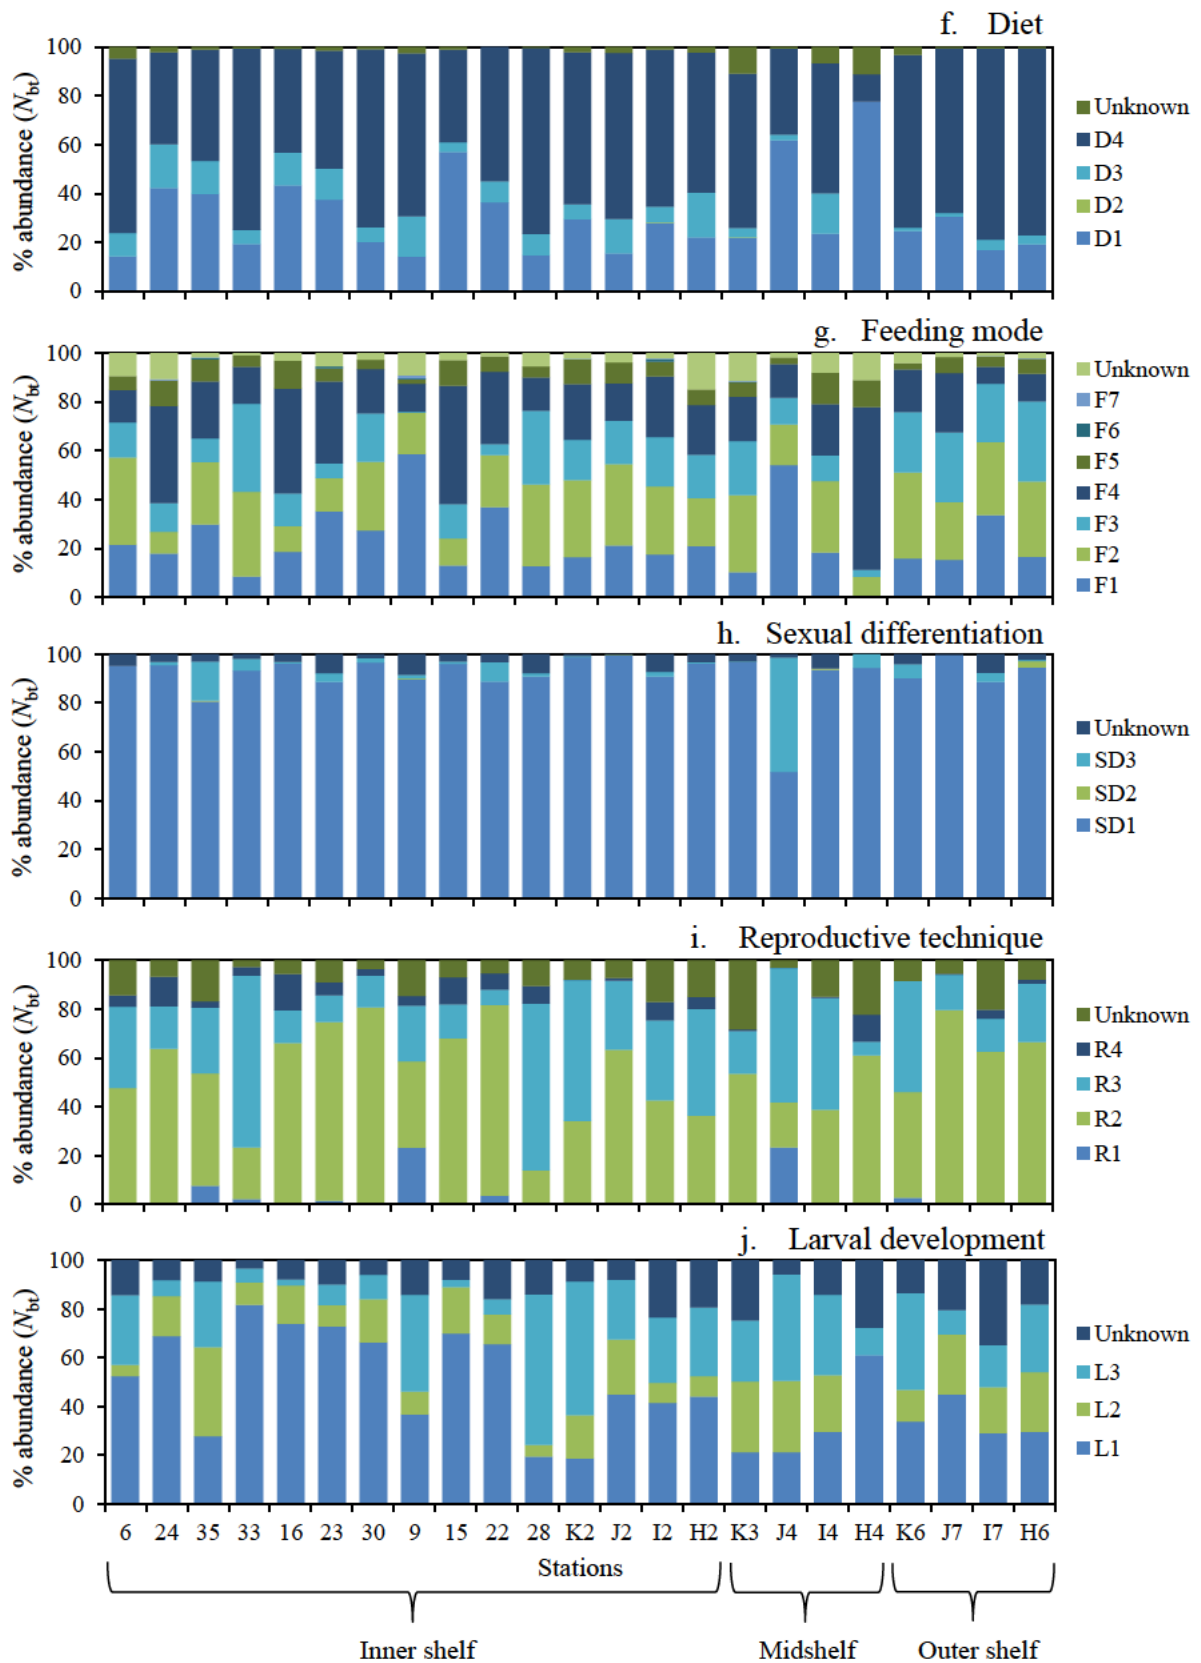 f. Diet
% abundance (Nbt)
100
80
60
40
20
0
Unknown
D4
D3
D2
D1
g. Feeding mode
% abundance (Nbt)
100
80
60
40
20
0
Unknown
F7
F6
F5
F4
F3
F2
F1
h. Sexual differentiation
% abundance (Nbt)
100
80
60
40
20
0
Unknown
SD3
SD2
SD1
i. Reproductive technique
% abundance (Nbt)
100
80
60
40
20
0
Unknown
R4
R3
R2
R1
j. Larval development
% abundance (Nbt)
100
80
60
40
20
0
Unknown
L3
L2
L1
6 24 35 33 16 23 30 9 15 22 28 K2 J2 I2 H2 K3 J4 I4 H4 K6 J7 I7 H6
Stations
Inner shelf Midshelf Outer shelf